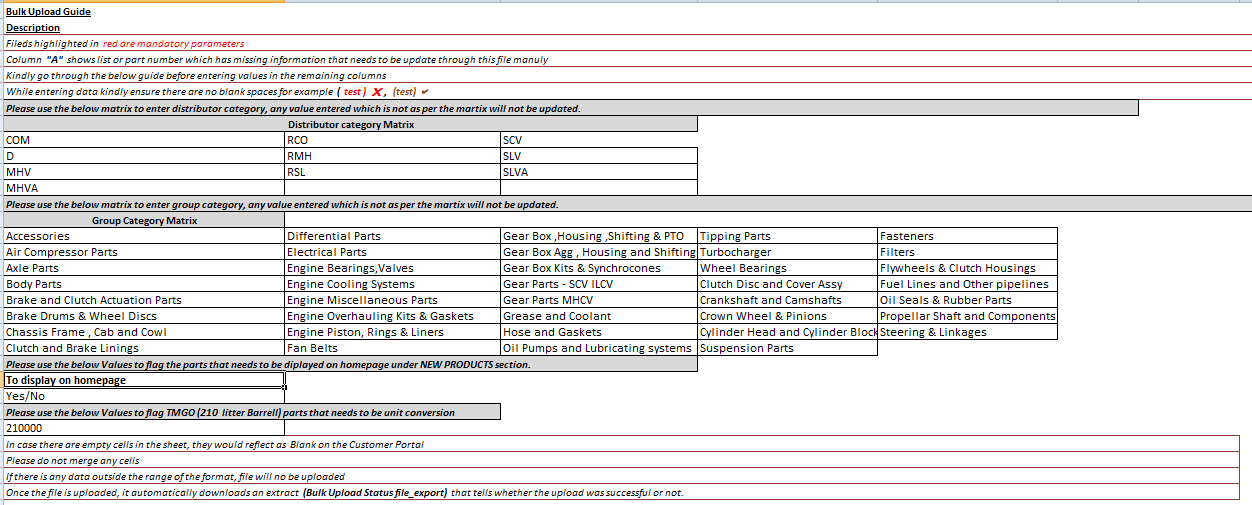 Bulk Upload Guide
Description
Fileds highlighted in red are mandatory parameters
Column "A" shows list or part number which has missing information that needs to be update through this file manuly
Kindly go through the below guide before entering values in the remaining columns
While entering data kindly ensure there are no blank spaces for example ( test ) ✗, (test) ✔
Please use the below matrix to enter distributor category, any value entered which is not as per the martix will not be updated.
Distributor category Matrix
COM RCO SCV
D RMH SLV
MHV RSL SLVA
MHVA
Please use the below matrix to enter group category, any value entered which is not as per the martix will not be updated.
Group Category Matrix
Accessories Differential Parts Gear Box ,Housing ,Shifting & PTO Tipping Parts Fasteners
Air Compressor Parts Electrical Parts Gear Box Agg , Housing and Shifting Turbocharger Filters
Axle Parts Engine Bearings,Valves Gear Box Kits & Synchrocones Wheel Bearings Flywheels & Clutch Housings
Body Parts Engine Cooling Systems Gear Parts - SCV ILCV Clutch Disc and Cover Assy Fuel Lines and Other pipelines
Brake and Clutch Actuation Parts Engine Miscellaneous Parts Gear Parts MHCV Crankshaft and Camshafts Oil Seals & Rubber Parts
Brake Drums & Wheel Discs Engine Overhauling Kits & Gaskets Grease and Coolant Crown Wheel & Pinions Propellar Shaft and Components
Chassis Frame , Cab and Cowl Engine Piston, Rings & Liners Hose and Gaskets Cylinder Head and Cylinder Block Steering & Linkages
Clutch and Brake Linings Fan Belts Oil Pumps and Lubricating systems Suspension Parts
Please use the below Values to flag the parts that needs to be diplayed on homepage under NEW PRODUCTS section.
To display on homepage
Yes/No
Please use the below Values to flag TMGO (210 litter Barrell) parts that needs to be unit conversion
210000
In case there are empty cells in the sheet, they would reflect as Blank on the Customer Portal
Please do not merge any cells
If there is any data outside the range of the format, file will no be uploaded
Once the file is uploaded, it automatically downloads an extract (Bulk Upload Status file_export) that tells whether the upload was successful or not.